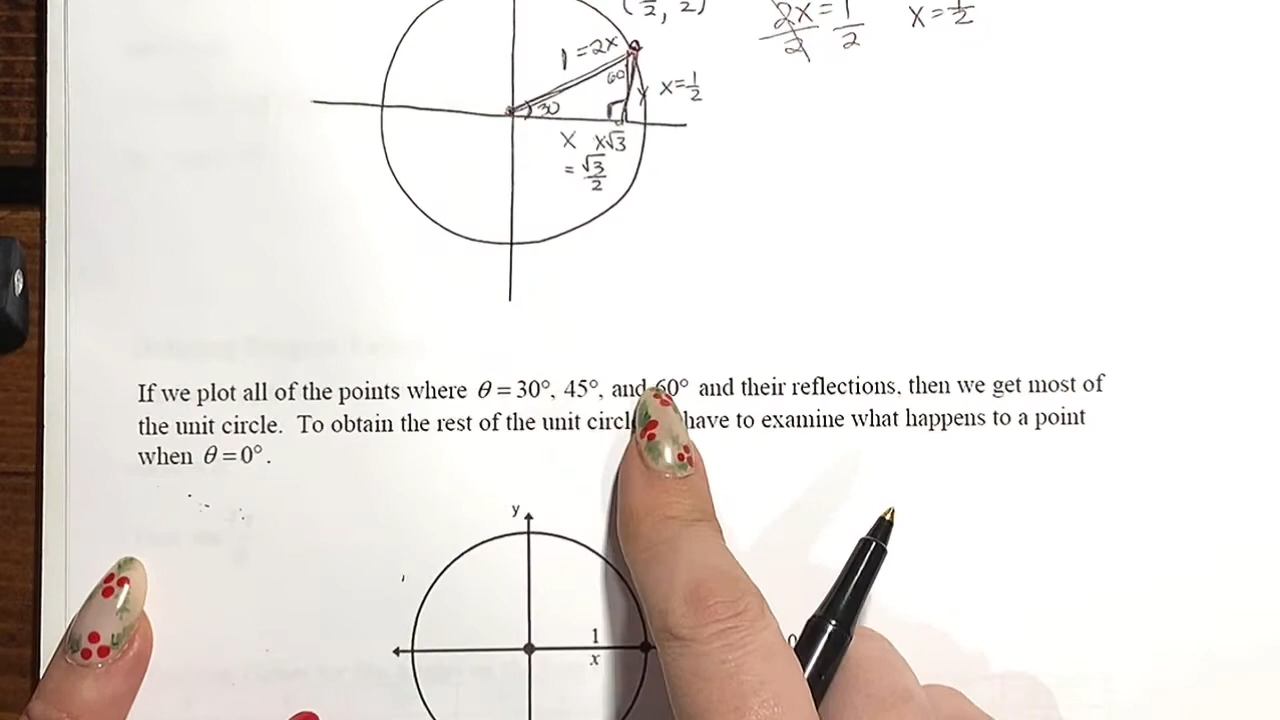 2, 2)
2x = 1
2 2
x = 1/2
1 = 2x
60
30
x = 1/2
x x√3
= √3/2
If we plot all of the points where θ = 30°, 45°, and 60° and their reflections, then we get most of
the unit circle. To obtain the rest of the unit circle have to examine what happens to a point
when θ = 0°.
y
1
x